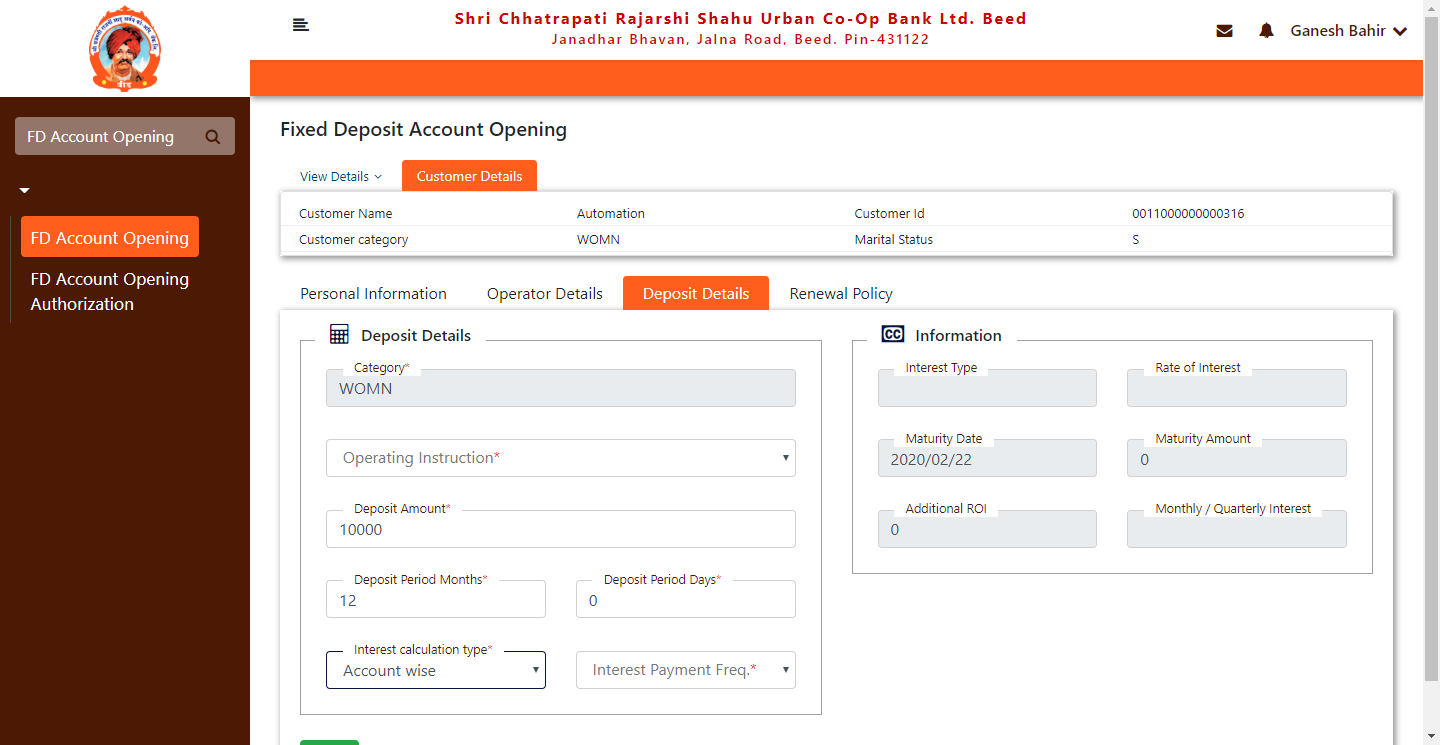 Shri Chhatrapati Rajarshi Shahu Urban Co-Op Bank Ltd. Beed
Janadhar Bhavan, Jalna Road, Beed. Pin-431122
Ganesh Bahir
FD Account Opening
FD Account Opening
FD Account Opening
Authorization
Fixed Deposit Account Opening
View Details
Customer Details
Customer Name Automation Customer Id 0011000000000316
Customer category WOMN Marital Status S
Personal Information Operator Details Deposit Details Renewal Policy
Deposit Details
Category*
WOMN
Operating Instruction*
Deposit Amount*
10000
Deposit Period Months*
12
Deposit Period Days*
0
Interest calculation type*
Account wise
Interest Payment Freq.*
CC Information
Interest Type
Rate of Interest
Maturity Date
2020/02/22
Maturity Amount
0
Additional ROI
0
Monthly / Quarterly Interest